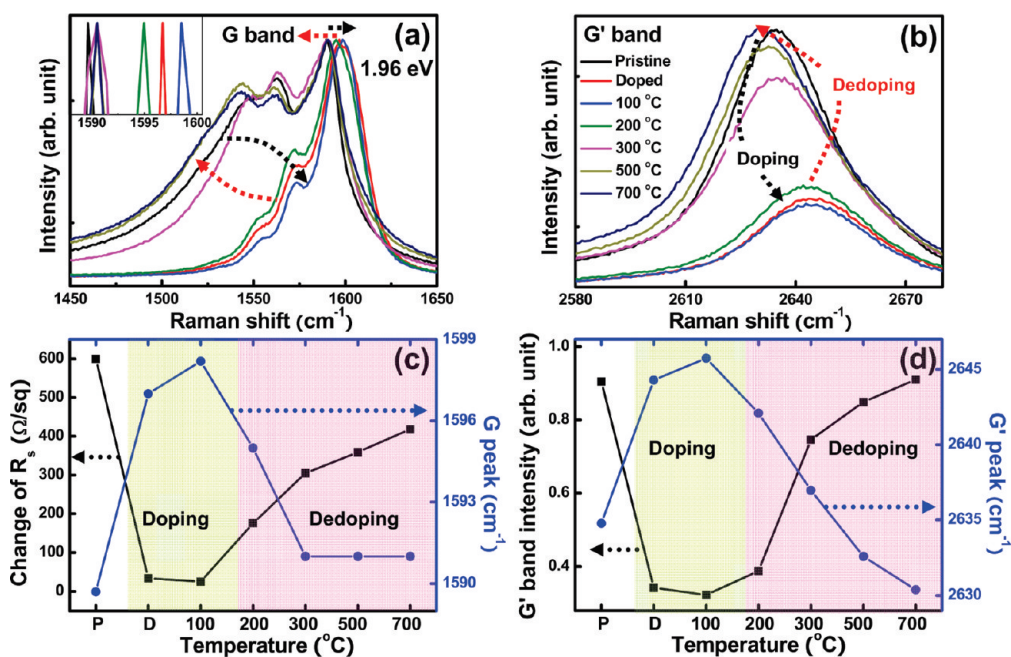 G band
(a)
1.96 eV
1590 1595 1600
Intensity (arb. unit)
1450 1500 1550 1600 1650
Raman shift (cm⁻¹)
G' band
(b)
Pristine
Doped
100 °C
200 °C
300 °C
500 °C
700 °C
Dedoping
Doping
Intensity (arb. unit)
2580 2610 2640 2670
Raman shift (cm⁻¹)
(c)
600
500
400
300
200
100
0
Change of Rₛ (Ω/sq)
Doping
Dedoping
1599
1596
1593
1590
G peak (cm⁻¹)
P D 100 200 300 500 700
Temperature (°C)
(d)
1.0
0.8
0.6
0.4
G' band intensity (arb. unit)
Doping
Dedoping
2645
2640
2635
2630
G' peak (cm⁻¹)
P D 100 200 300 500 700
Temperature (°C)